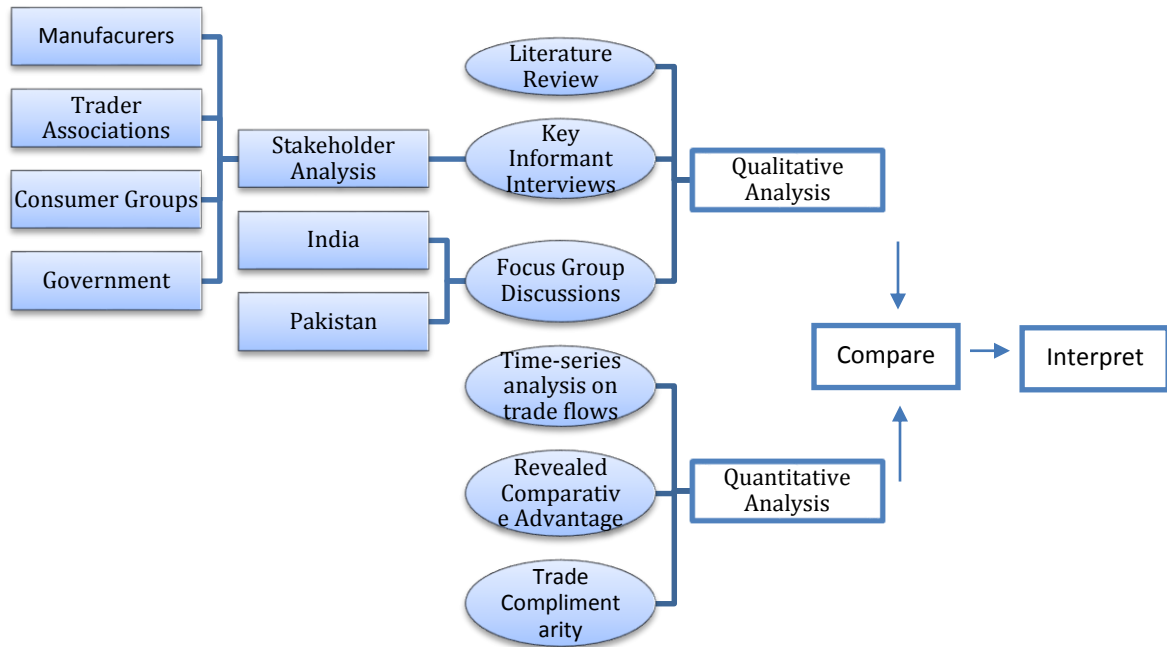 Manufacurers
Trader
Associations
Consumer Groups
Government
Stakeholder
Analysis
India
Pakistan
Literature
Review
Key
Informant
Interviews
Focus Group
Discussions
Time-series
analysis on
trade flows
Revealed
Comparativ
e Advantage
Trade
Compliment
arity
Qualitative
Analysis
Quantitative
Analysis
Compare
Interpret